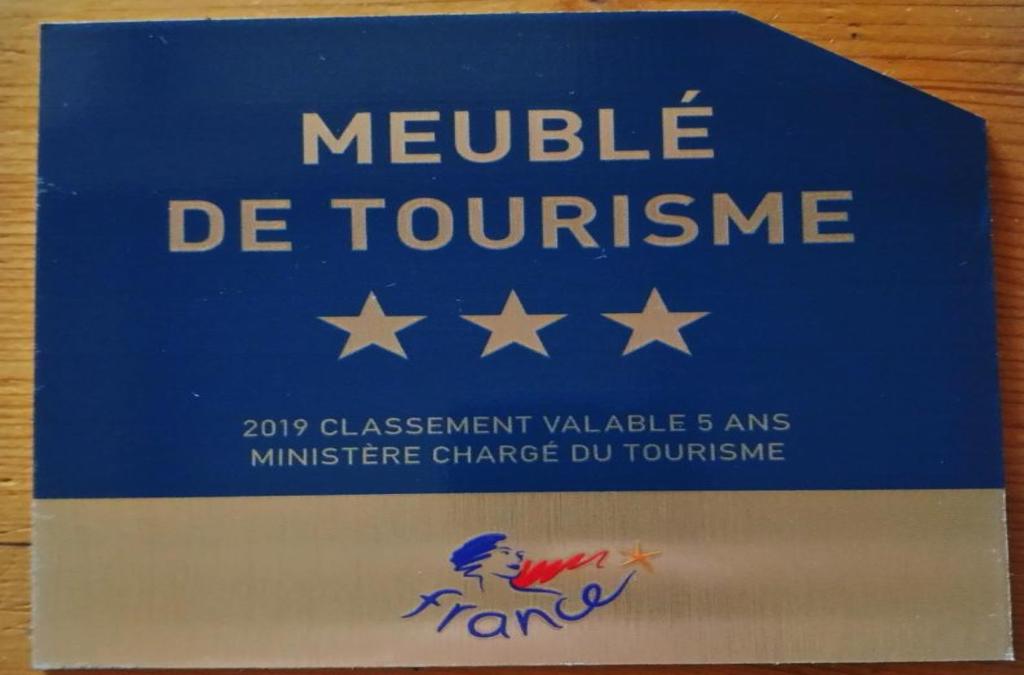 MEUBLÉ
DE TOURISME
2019 CLASSEMENT VALABLE 5 ANS
MINISTÈRE CHARGÉ DU TOURISME
france